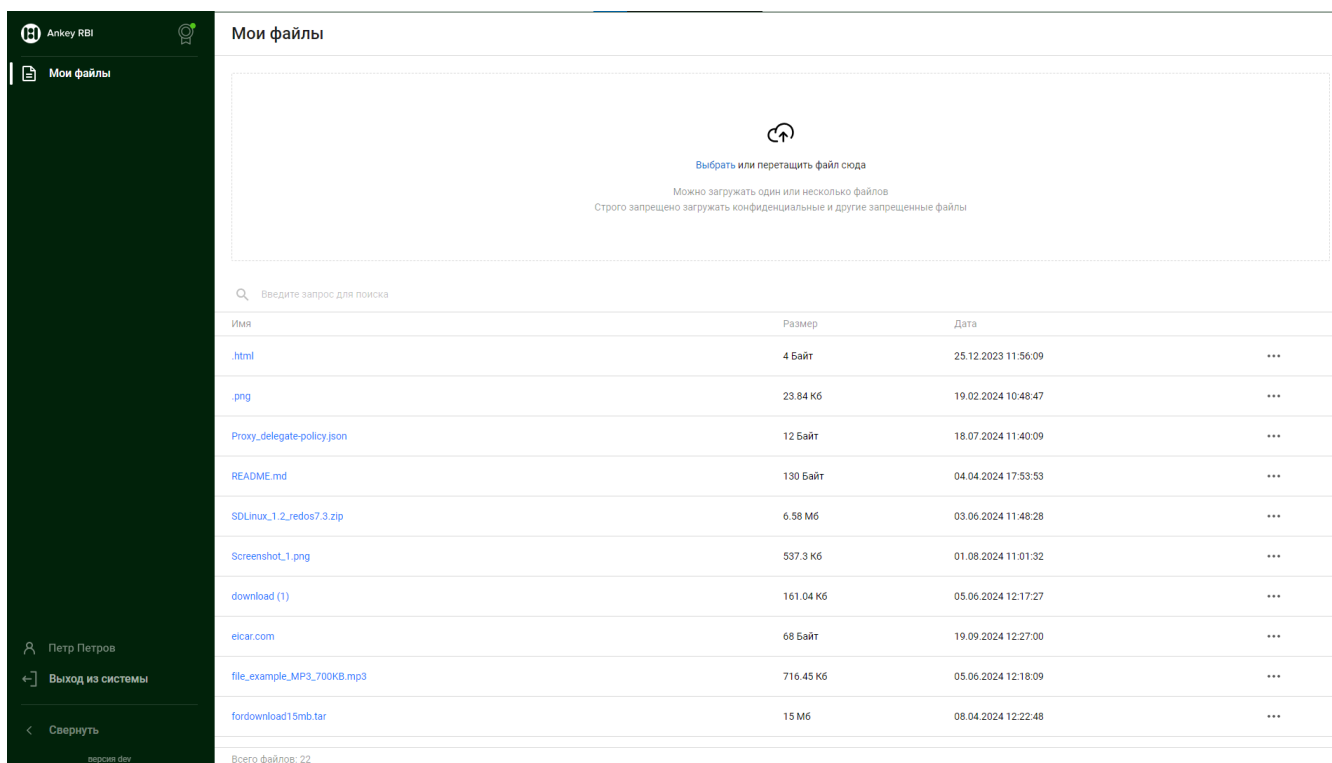 Ankey RBI
Мои файлы
Мои файлы
Выбрать или перетащить файл сюда
Можно загружать один или несколько файлов
Строго запрещено загружать конфиденциальные и другие запрещенные файлы
Введите запрос для поиска
Имя Размер Дата
.html 4 Байт 25.12.2023 11:56:09
.png 23.84 Кб 19.02.2024 10:48:47
Proxy_delegate-policy.json 12 Байт 18.07.2024 11:40:09
README.md 130 Байт 04.04.2024 17:53:53
SDLinux_1.2_redos7.3.zip 6.58 Мб 03.06.2024 11:48:28
Screenshot_1.png 537.3 Кб 01.08.2024 11:01:32
download (1) 161.04 Кб 05.06.2024 12:17:27
eicar.com 68 Байт 19.09.2024 12:27:00
file_example_MP3_700KB.mp3 716.45 Кб 05.06.2024 12:18:09
fordownload15mb.tar 15 Мб 08.04.2024 12:22:48
Всего файлов: 22
Петр Петров
Выход из системы
Свернуть
версия dev